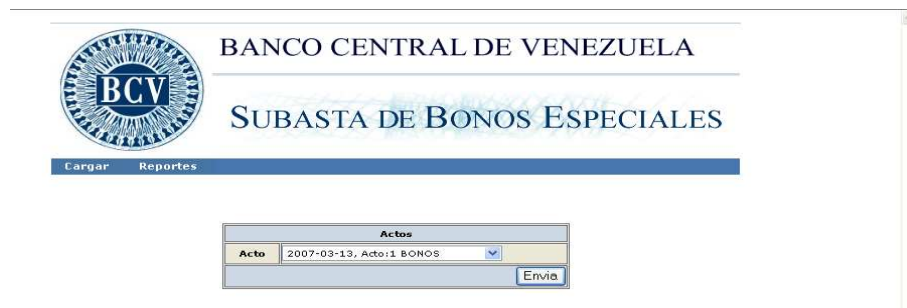 BANCO CENTRAL DE VENEZUELA
BCV
SUBASTA DE BONOS ESPECIALES
Cargar Reportes
Actos
Acto 2007-03-13, Acto:1 BONOS
Envia